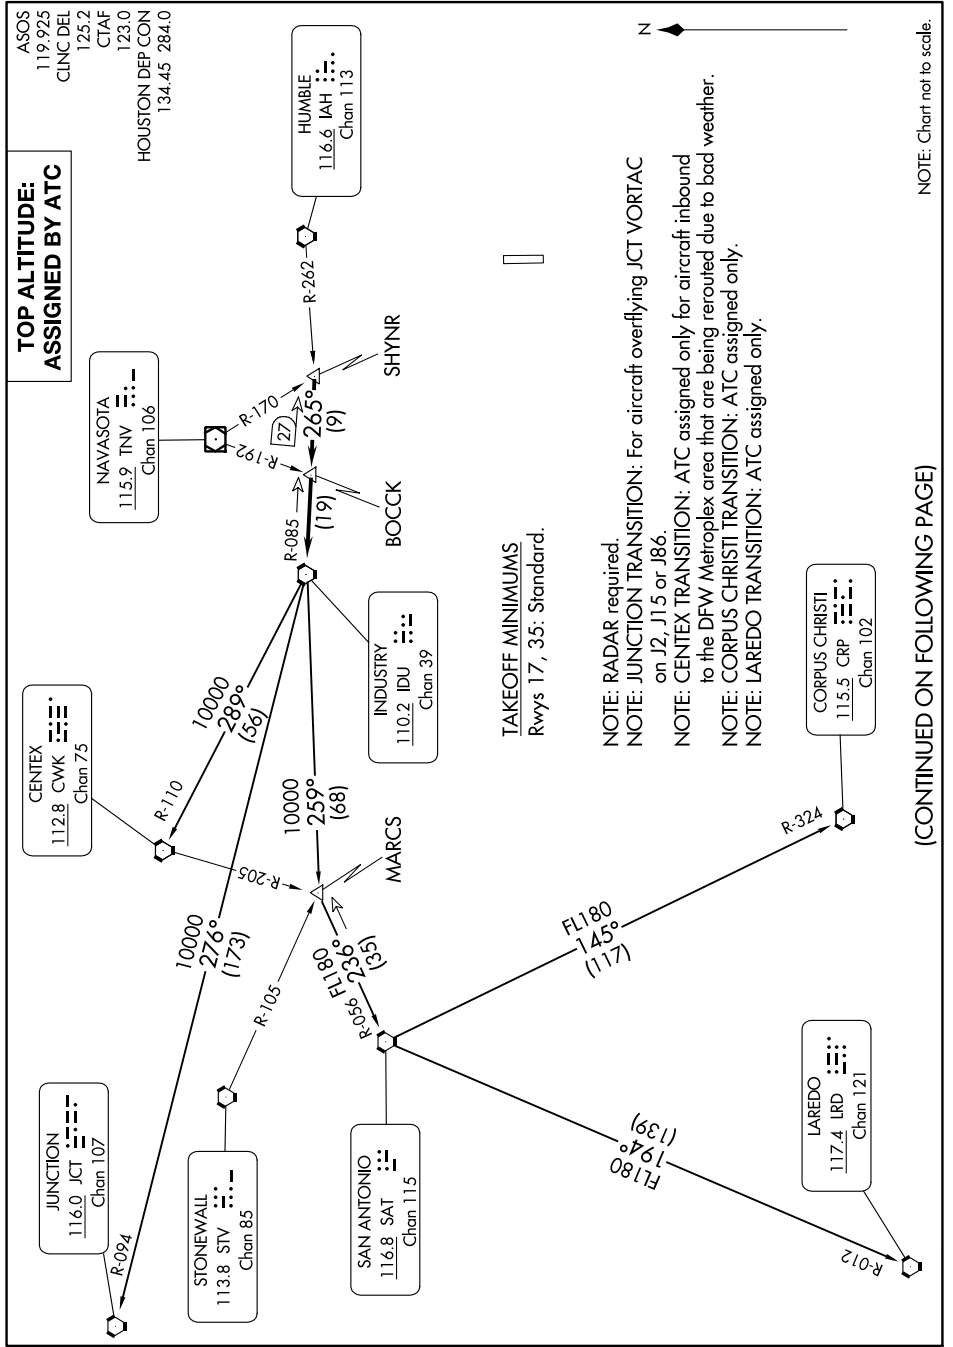 TOP ALTITUDE:
ASSIGNED BY ATC
ASOS
119.925
CLNC DEL
125.2
CTAF
123.0
HOUSTON DEP CON
134.45 284.0
JUNCTION
116.0 JCT
Chan 107
R-094
10000
276°
(173)
CENTEX
112.8 CWK
Chan 75
R-110
10000
289°
(56)
R-205
NAVASOTA
115.9 TNV
Chan 106
R-192
R-170
27
HUMBLE
116.6 IAH
Chan 113
R-262
STONEWALL
113.8 STV
Chan 85
R-105
MARCS
10000
259°
(68)
R-085
(19)
BOCCK
265°
(9)
SHYNR
INDUSTRY
110.2 IDU
Chan 39
SAN ANTONIO
116.8 SAT
Chan 115
R-056
FL180
236°
(35)
FL180
194°
(139)
R-012
LAREDO
117.4 LRD
Chan 121
FL180
145°
(117)
R-324
CORPUS CHRISTI
115.5 CRP
Chan 102
TAKEOFF MINIMUMS
Rwys 17, 35: Standard.
NOTE: RADAR required.
NOTE: JUNCTION TRANSITION: For aircraft overflying JCT VORTAC
on J2, J15 or J86.
NOTE: CENTEX TRANSITION: ATC assigned only for aircraft inbound
to the DFW Metroplex area that are being rerouted due to bad weather.
NOTE: CORPUS CHRISTI TRANSITION: ATC assigned only.
NOTE: LAREDO TRANSITION: ATC assigned only.
N
(CONTINUED ON FOLLOWING PAGE)
NOTE: Chart not to scale.